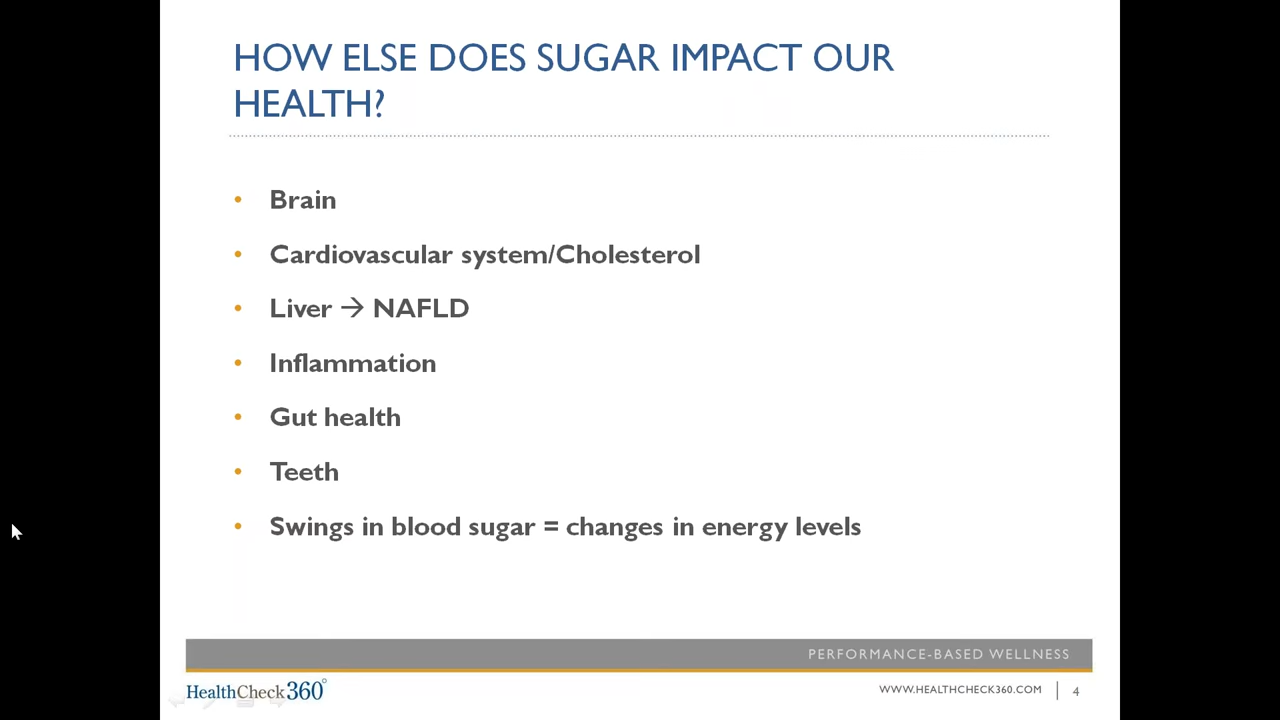 HOW ELSE DOES SUGAR IMPACT OUR
HEALTH?
• Brain
• Cardiovascular system/Cholesterol
• Liver → NAFLD
• Inflammation
• Gut health
• Teeth
• Swings in blood sugar = changes in energy levels
PERFORMANCE-BASED WELLNESS
HealthCheck360°
WWW.HEALTHCHECK360.COM | 4